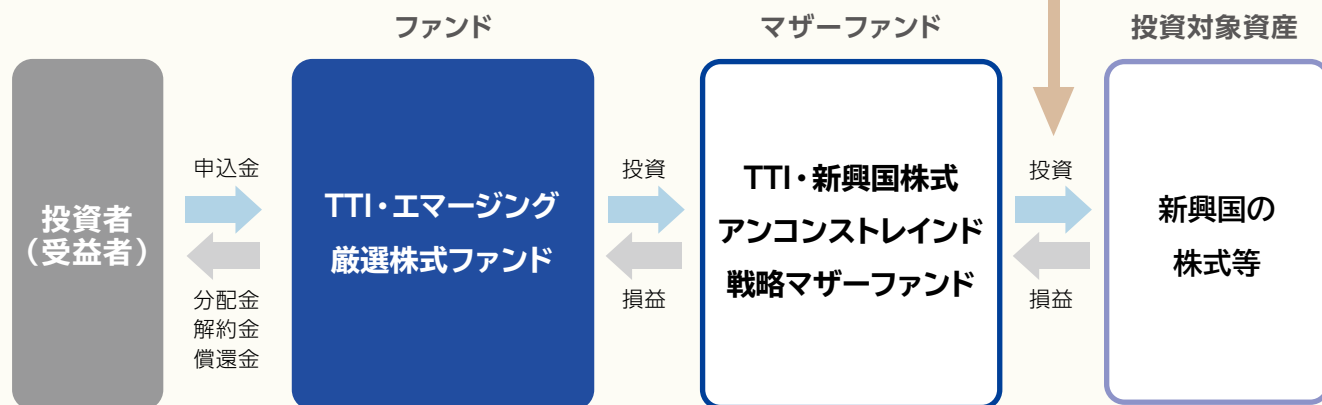 ファンド
マザーファンド
投資対象資産
投資者
（受益者）
申込金
分配金
解約金
償還金
TTI・エマージング
厳選株式ファンド
投資
損益
TTI・新興国株式
アンコンストレインド
戦略マザーファンド
投資
損益
新興国の
株式等